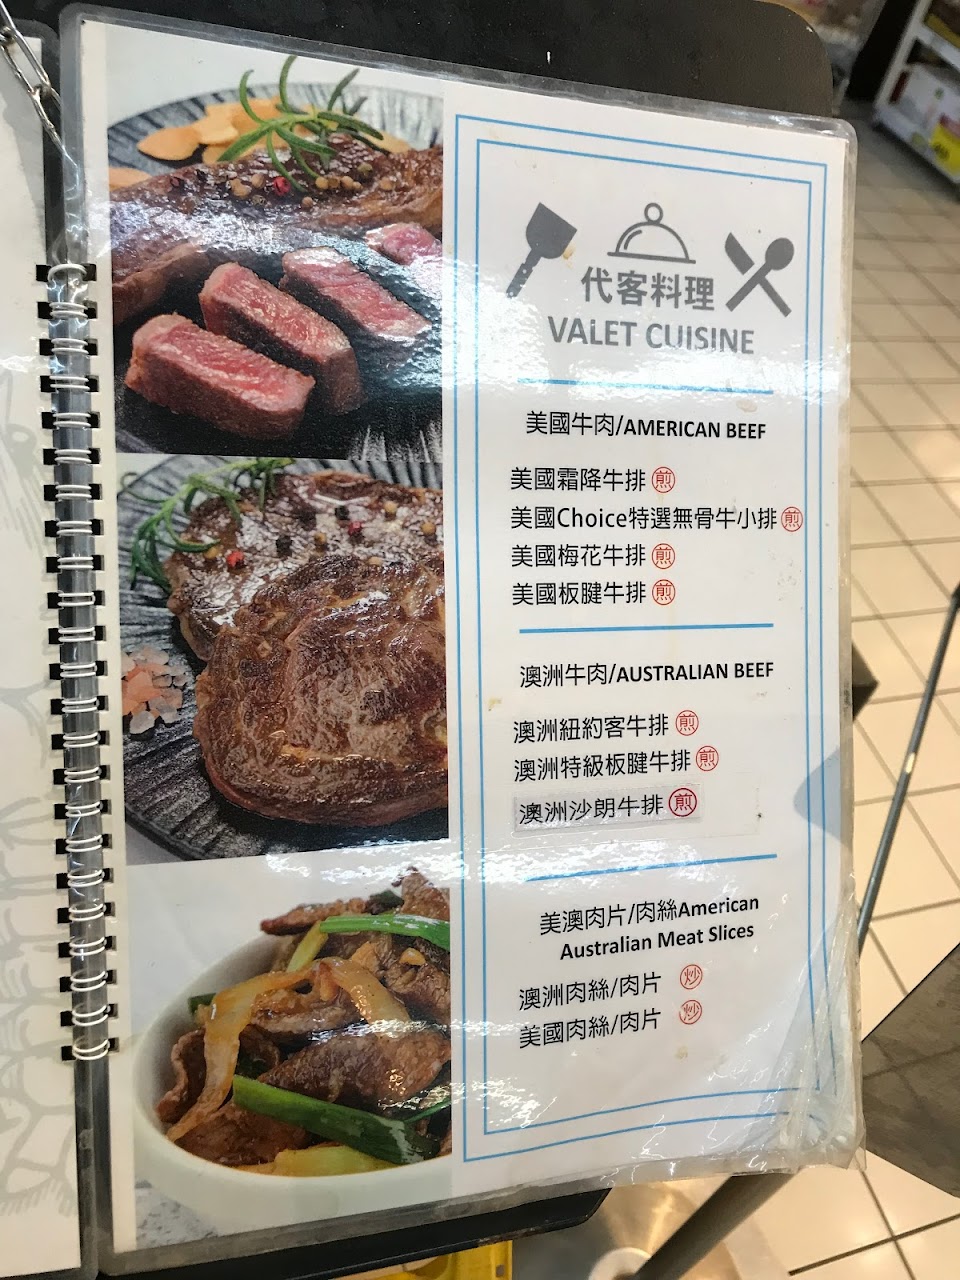 代客料理
VALET CUISINE
美國牛肉/AMERICAN BEEF
美國霜降牛排 煎
美國Choice特選無骨牛小排 煎
美國梅花牛排 煎
美國板腱牛排 煎
澳洲牛肉/AUSTRALIAN BEEF
澳洲紐約客牛排 煎
澳洲特級板腱牛排 煎
澳洲沙朗牛排 煎
美澳肉片/肉絲American
Australian Meat Slices
澳洲肉絲/肉片 炒
美國肉絲/肉片 炒